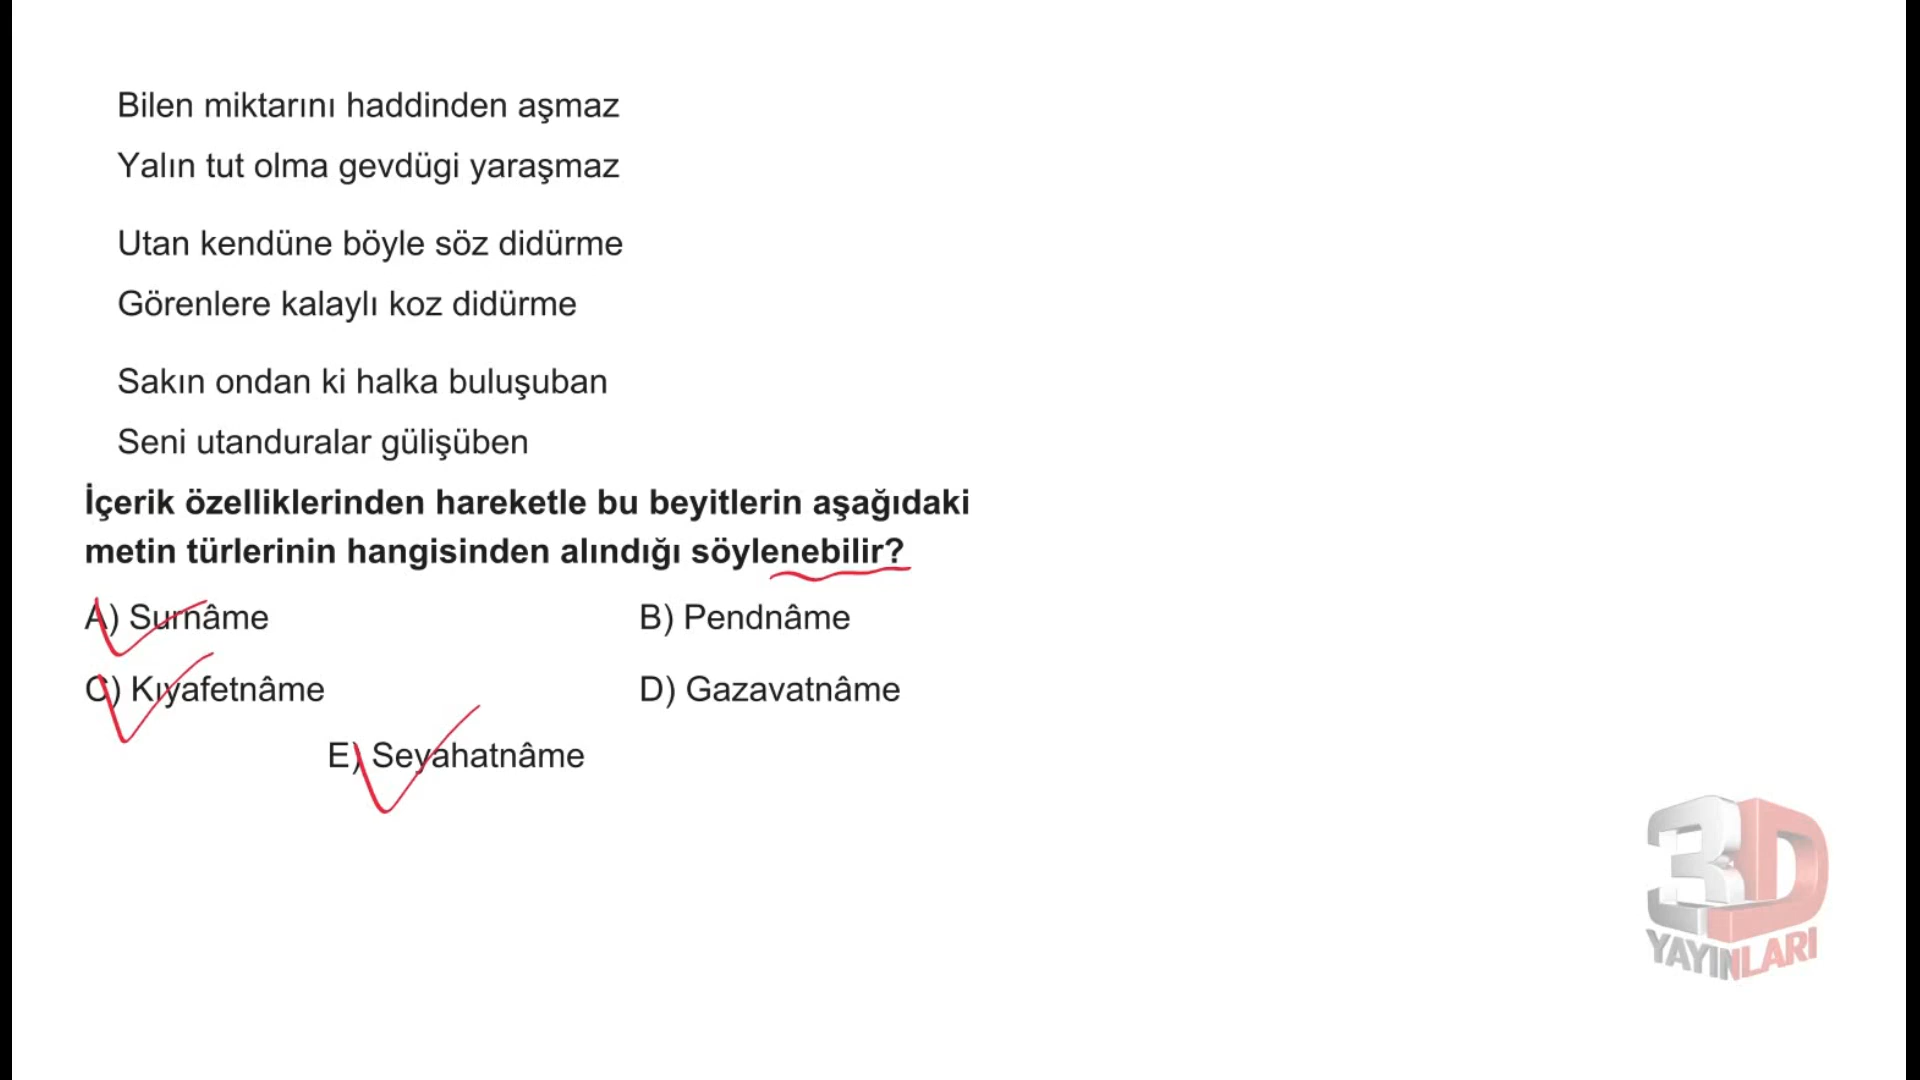 Bilen miktarını haddinden aşmaz
Yalın tut olma gevdügi yaraşmaz
Utan kendüne böyle söz didürme
Görenlere kalaylı koz didürme
Sakın ondan ki halka buluşuban
Seni utanduralar gülişüben
İçerik özelliklerinden hareketle bu beyitlerin aşağıdaki
metin türlerinin hangisinden alındığı söylenebilir?
A) Surnâme
B) Pendnâme
C) Kıyafetnâme
D) Gazavatnâme
E) Seyahatnâme
3D
YAYINLARI